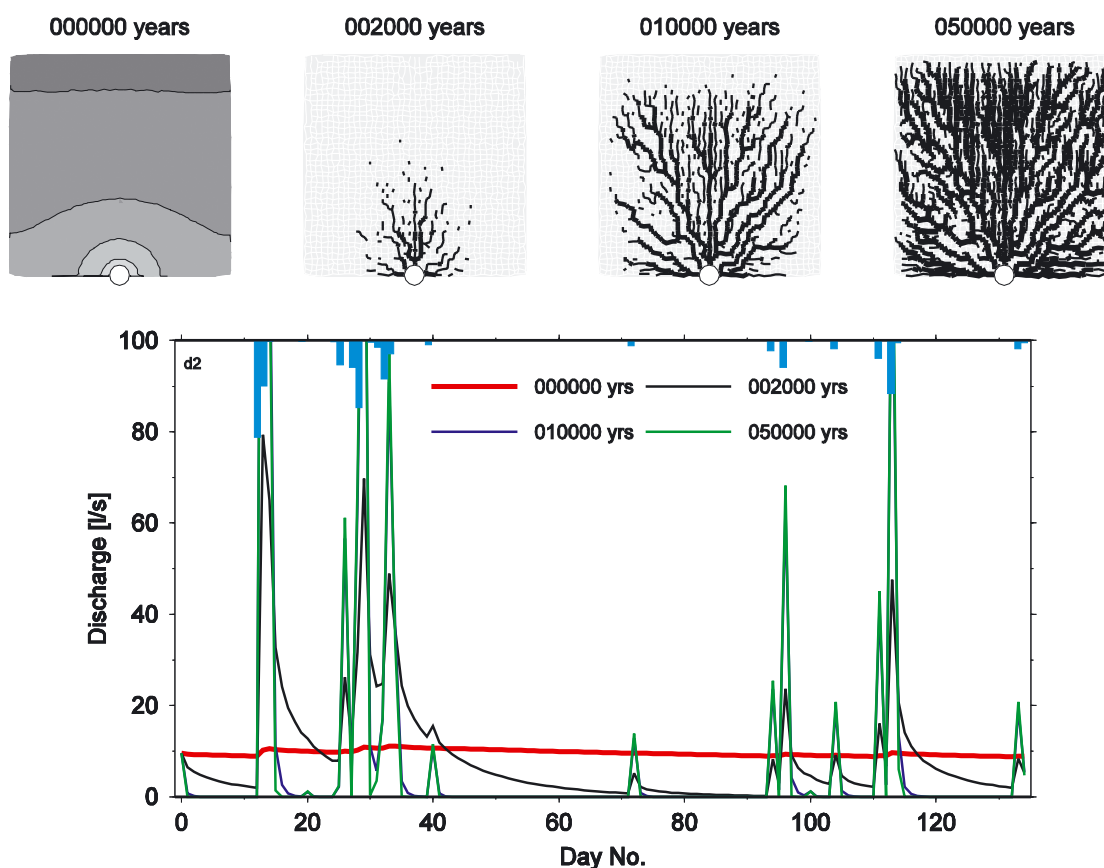 000000 years 002000 years 010000 years 050000 years
100
d2
000000 yrs 002000 yrs
80
010000 yrs 050000 yrs
60
Discharge [l/s]
40
20
0
0 20 40 60 80 100 120
Day No.